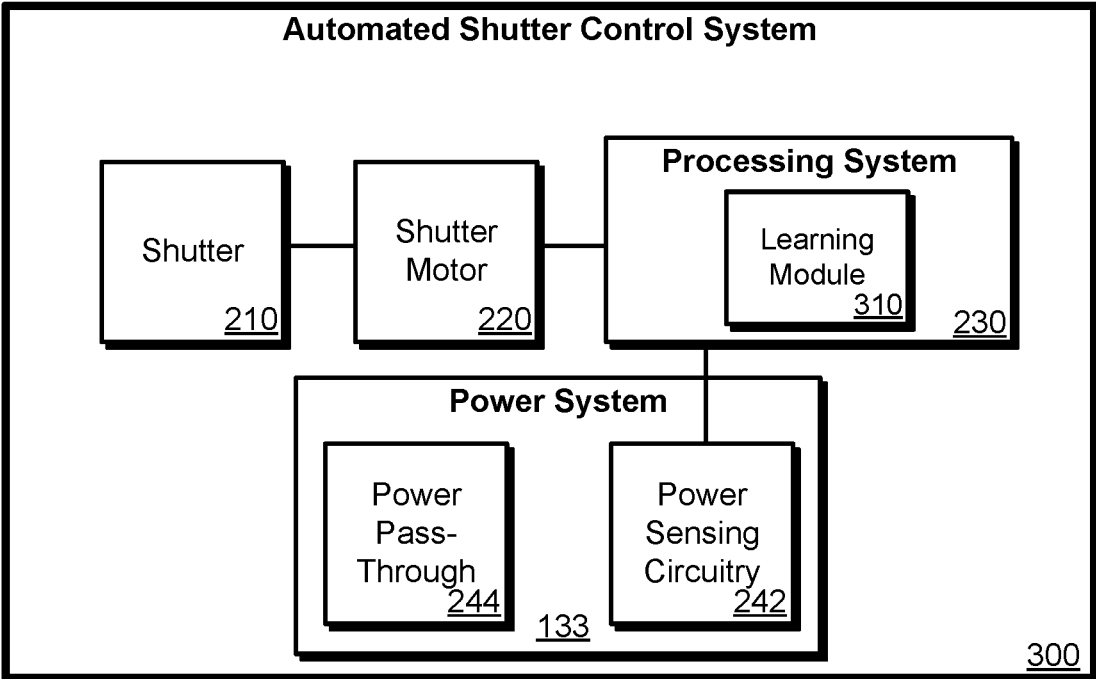 Automated Shutter Control System
Shutter
210
Shutter
Motor
220
Processing System
Learning
Module
310
230
Power System
Power
Pass-
Through
244
Power
Sensing
Circuitry
242
133
300